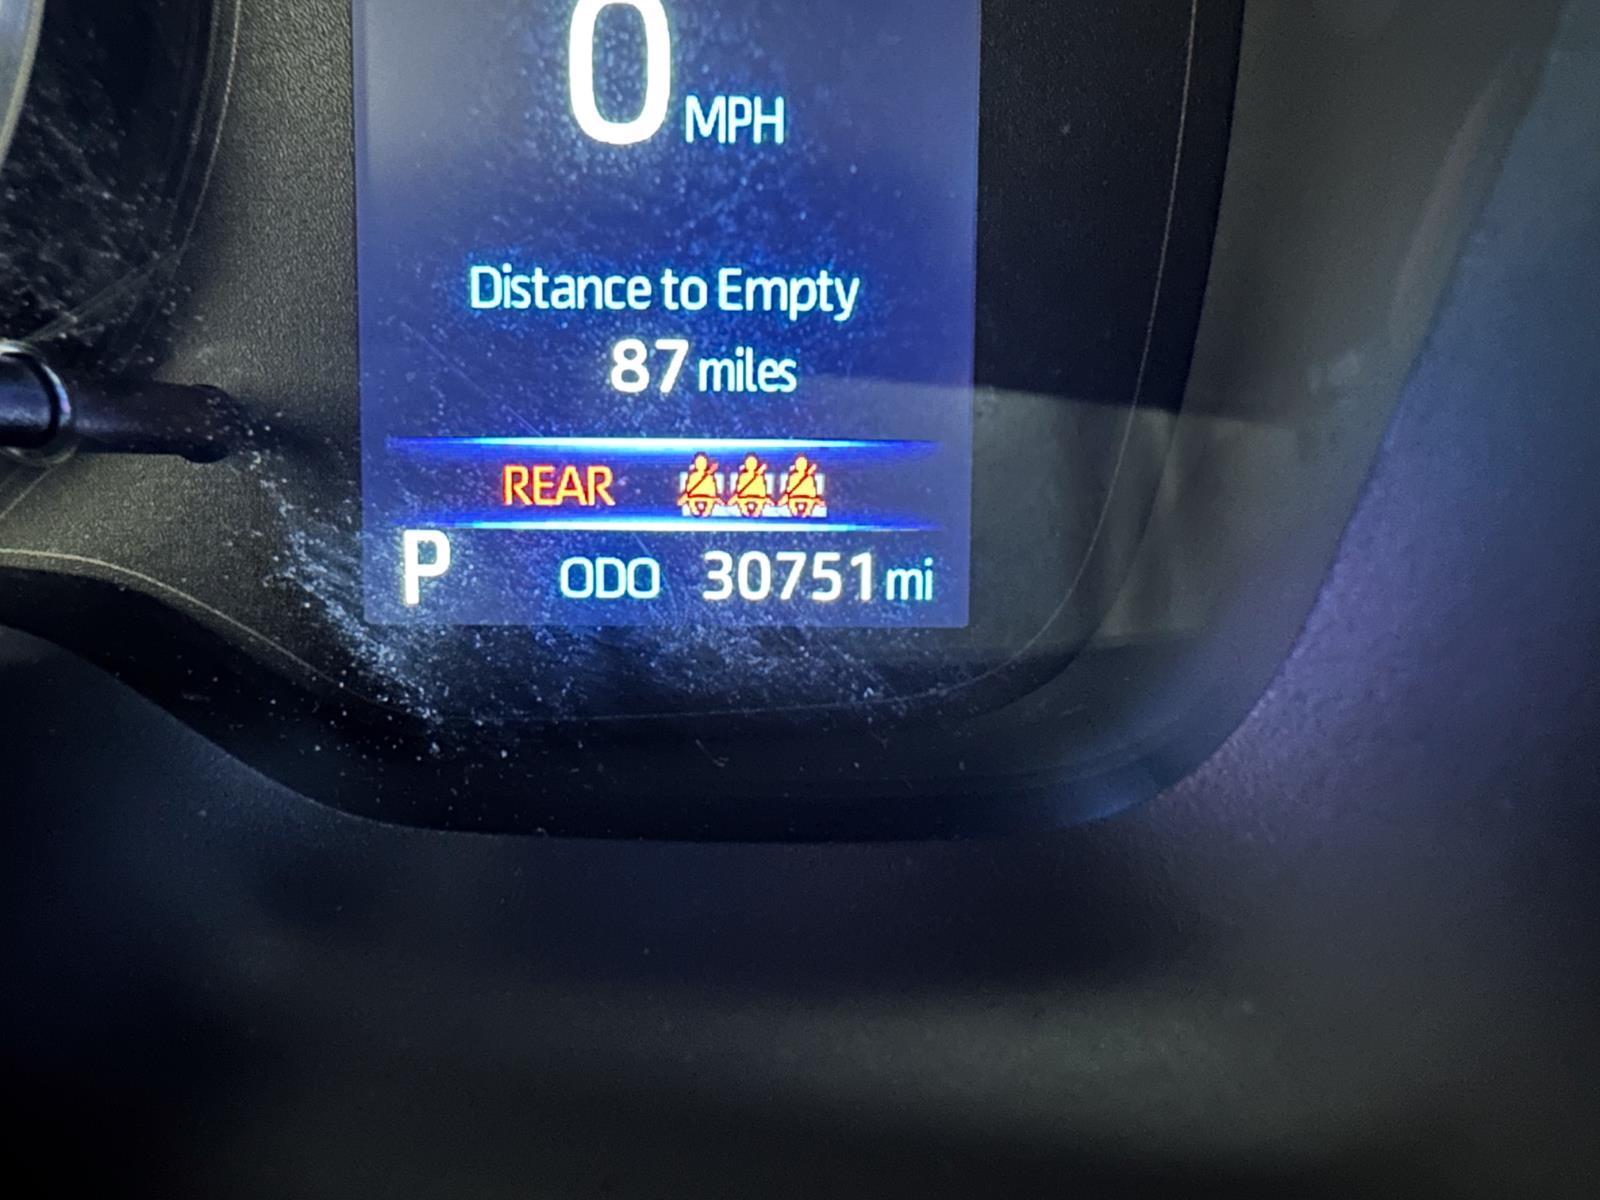 0 MPH
Distance to Empty
87 miles
REAR
P ODO 30751 mi